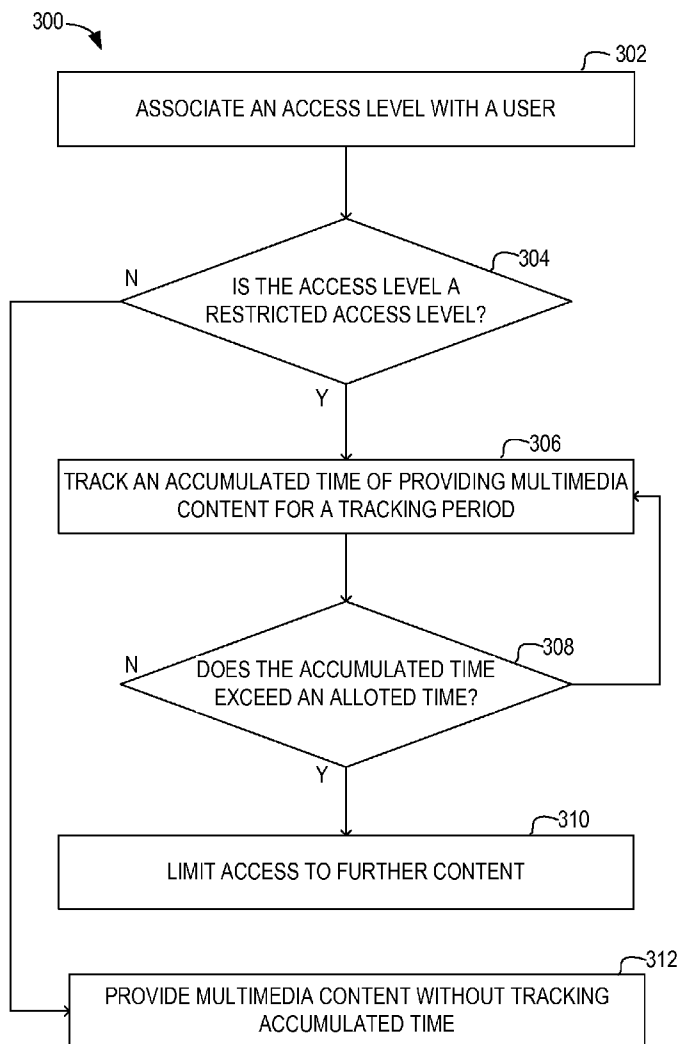 300
302
ASSOCIATE AN ACCESS LEVEL WITH A USER
304
N
IS THE ACCESS LEVEL A
RESTRICTED ACCESS LEVEL?
Y
306
TRACK AN ACCUMULATED TIME OF PROVIDING MULTIMEDIA
CONTENT FOR A TRACKING PERIOD
308
N
DOES THE ACCUMULATED TIME
EXCEED AN ALLOTED TIME?
Y
310
LIMIT ACCESS TO FURTHER CONTENT
312
PROVIDE MULTIMEDIA CONTENT WITHOUT TRACKING
ACCUMULATED TIME